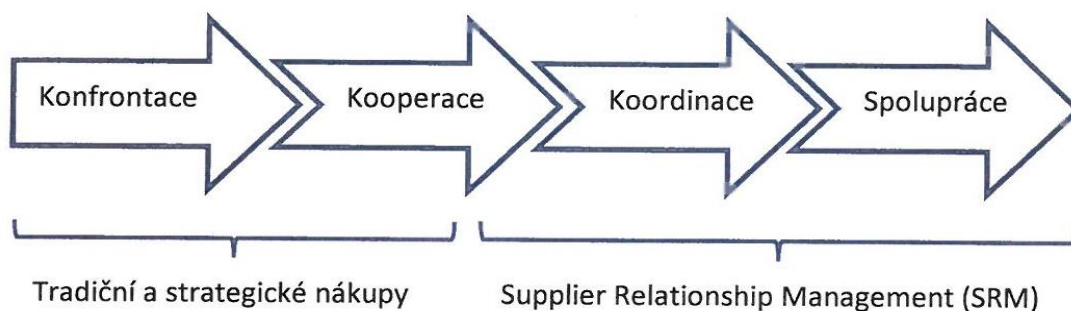 Konfrontace
Kooperace
Koordinace
Spolupráce
Tradiční a strategické nákupy
Supplier Relationship Management (SRM)